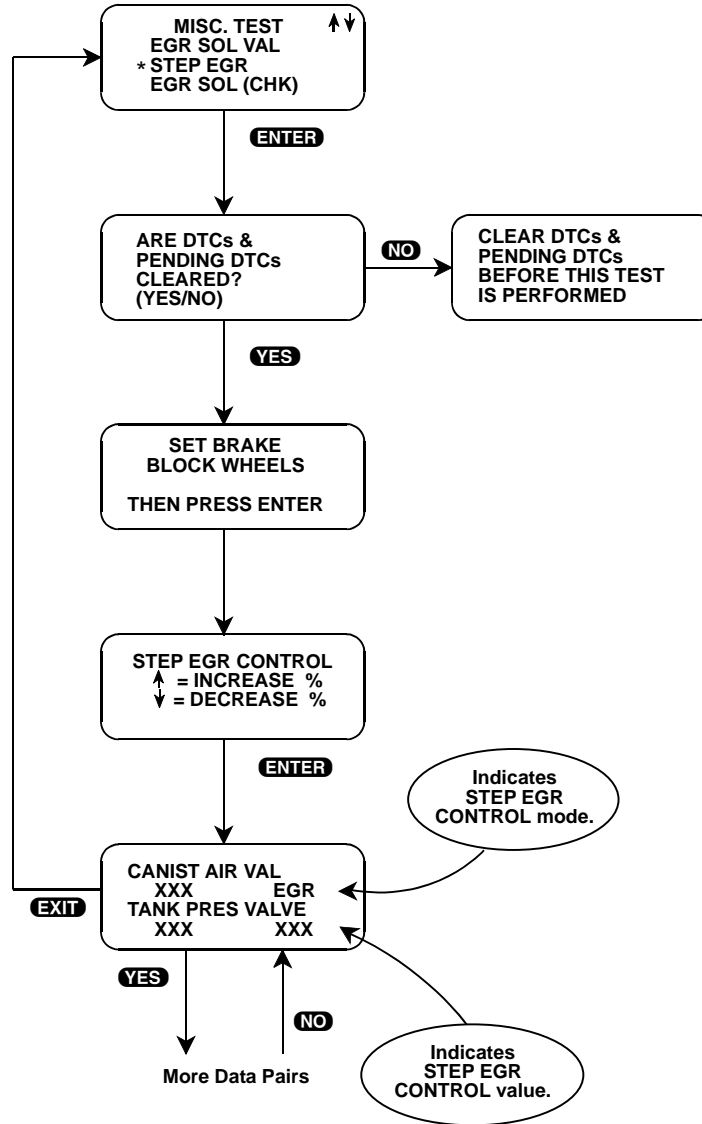 MISC. TEST
EGR SOL VAL
* STEP EGR
EGR SOL (CHK)
ENTER
ARE DTCs &
PENDING DTCs
CLEARED?
(YES/NO)
NO
CLEAR DTCs &
PENDING DTCs
BEFORE THIS TEST
IS PERFORMED
YES
SET BRAKE
BLOCK WHEELS
THEN PRESS ENTER
STEP EGR CONTROL
= INCREASE %
= DECREASE %
ENTER
Indicates
STEP EGR
CONTROL mode.
CANIST AIR VAL
XXX EGR
TANK PRES VALVE
XXX XXX
EXIT
YES
NO
More Data Pairs
Indicates
STEP EGR
CONTROL value.